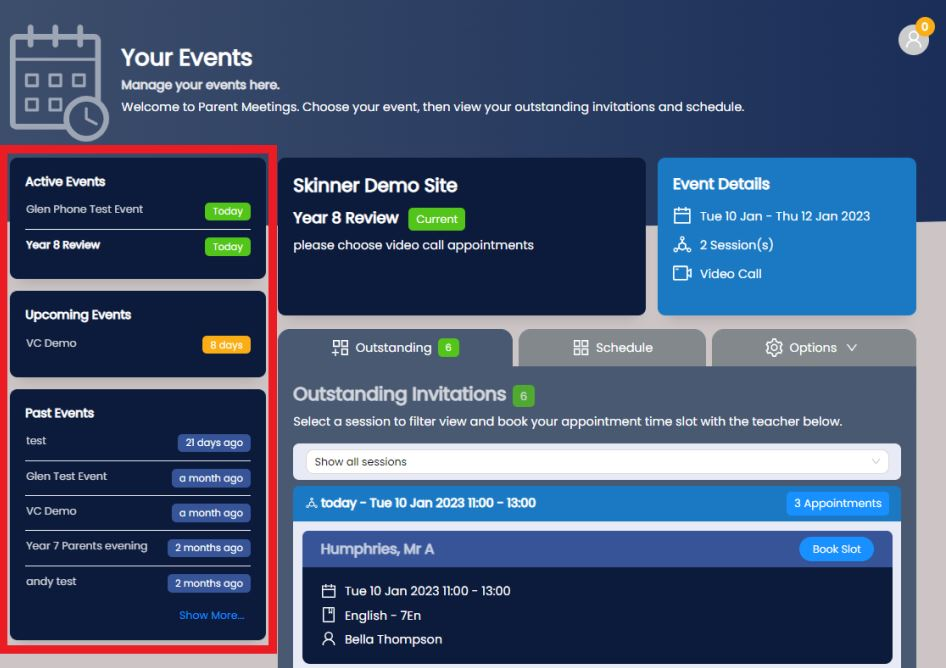 0
Your Events
Manage your events here.
Welcome to Parent Meetings. Choose your event, then view your outstanding invitations and schedule.
Active Events
Glen Phone Test Event Today
Year 8 Review Today
Upcoming Events
VC Demo 8 days
Past Events
test 21 days ago
Glen Test Event a month ago
VC Demo a month ago
Year 7 Parents evening 2 months ago
andy test 2 months ago
Show More...
Skinner Demo Site
Year 8 Review Current
please choose video call appointments
Event Details
Tue 10 Jan - Thu 12 Jan 2023
2 Session(s)
Video Call
Outstanding 6 Schedule Options
Outstanding Invitations 6
Select a session to filter view and book your appointment time slot with the teacher below.
Show all sessions
today - Tue 10 Jan 2023 11:00 - 13:00 3 Appointments
Humphries, Mr A Book Slot
Tue 10 Jan 2023 11:00 - 13:00
English - 7En
Bella Thompson